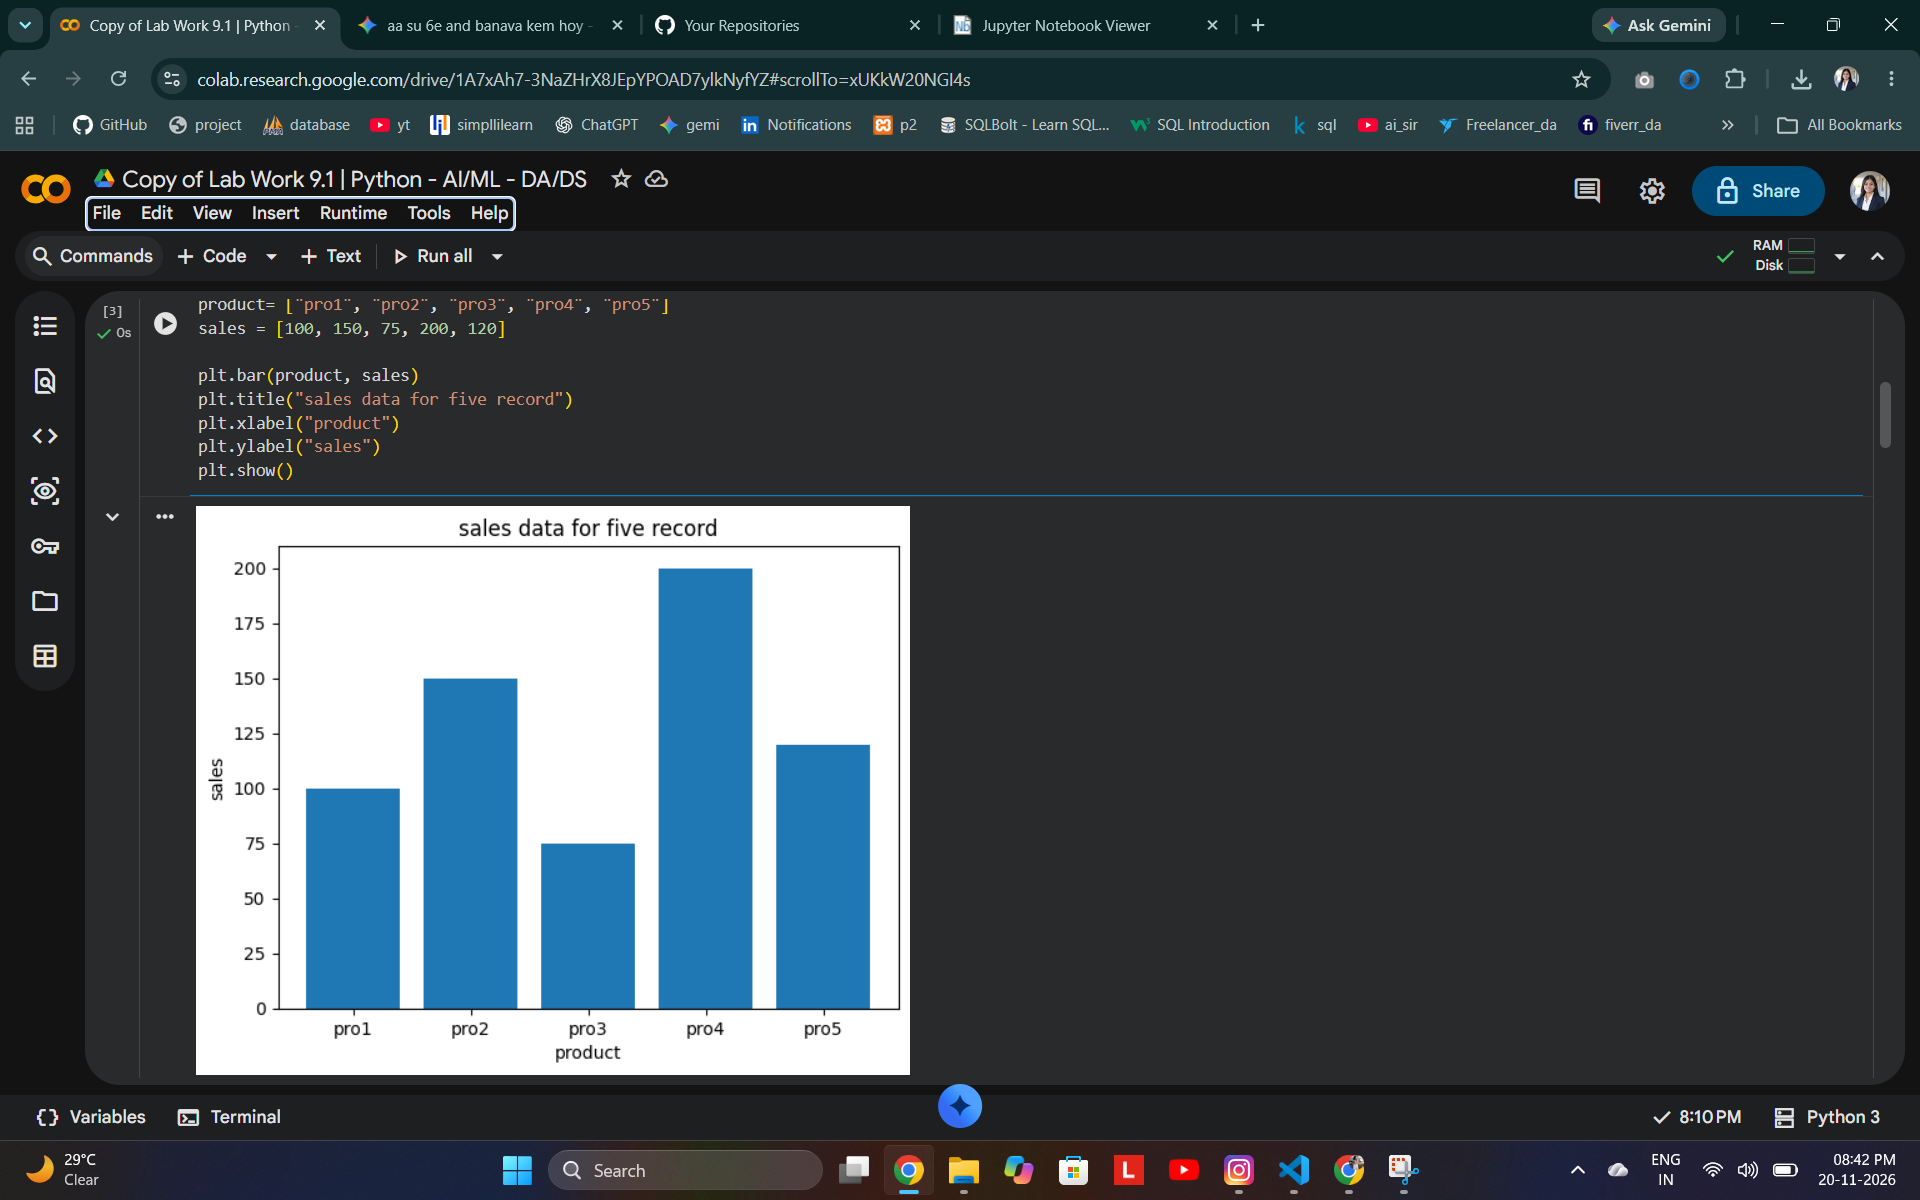 Copy of Lab Work 9.1 | Python -
aa su 6e and banava kem hoy -
Your Repositories
Jupyter Notebook Viewer
Ask Gemini
colab.research.google.com/drive/1A7xAh7-3NaZHrX8JEpYPOAD7ylkNyfYZ#scrollTo=xUKkW20NGI4s
GitHub
project
database
yt
simpllilearn
ChatGPT
gemi
Notifications
p2
SQLBolt - Learn SQL...
SQL Introduction
sql
ai_sir
Freelancer_da
fiverr_da
All Bookmarks
Copy of Lab Work 9.1 | Python - AI/ML - DA/DS
File Edit View Insert Runtime Tools Help
Share
Commands + Code + Text Run all
RAM
Disk
[3]
0s
product= ["pro1", "pro2", "pro3", "pro4", "pro5"]
sales = [100, 150, 75, 200, 120]
plt.bar(product, sales)
plt.title("sales data for five record")
plt.xlabel("product")
plt.ylabel("sales")
plt.show()
sales data for five record
200
175
150
125
100
75
50
25
0
sales
pro1 pro2 pro3 pro4 pro5
product
Variables
Terminal
8:10 PM
Python 3
29°C
Clear
Search
L
ENG
IN
08:42 PM
20-11-2026